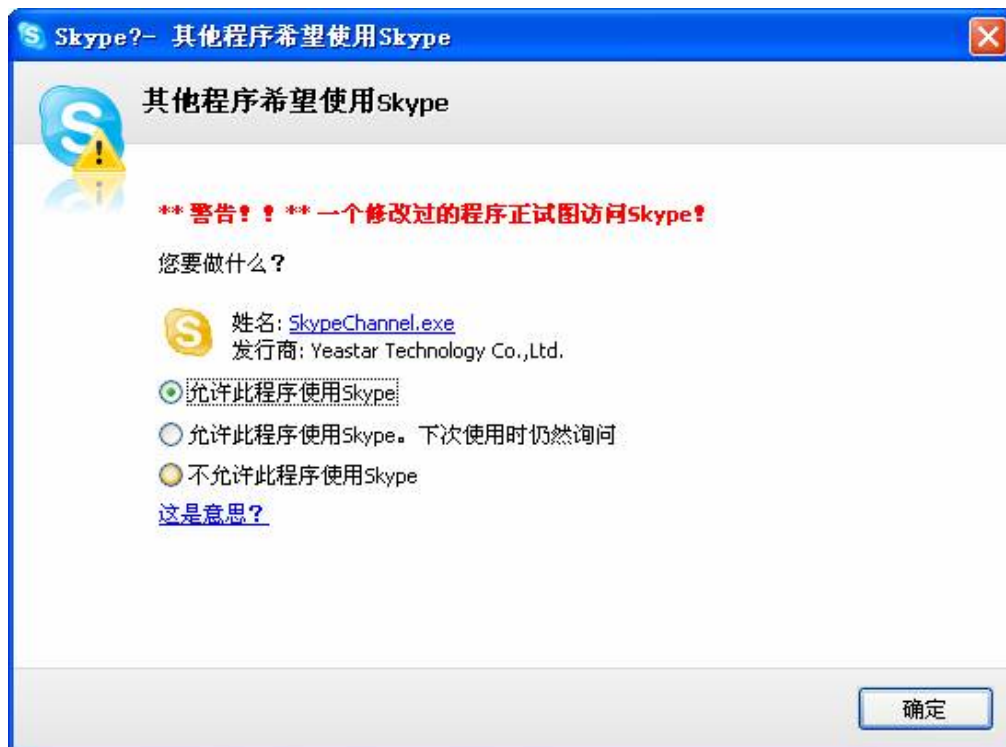 Skype?- 其他程序希望使用Skype
其他程序希望使用Skype
** 警告！！** 一个修改过的程序正试图访问Skype！
您要做什么？
姓名: SkypeChannel.exe
发行商: Yeastar Technology Co.,Ltd.
允许此程序使用Skype
允许此程序使用Skype。下次使用时仍然询问
不允许此程序使用Skype
这是意思？
确定